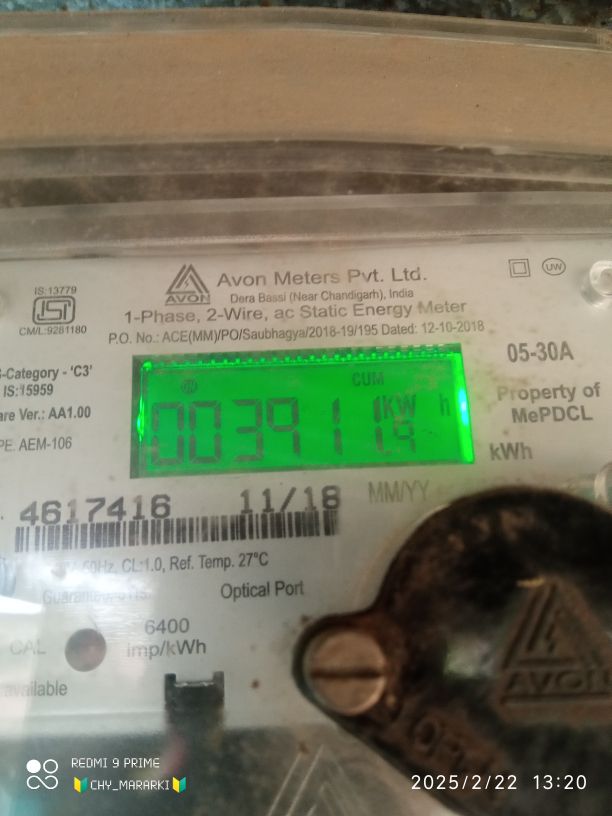 IS:13779
ISI
CM/L:9281180
AVON
Avon Meters Pvt. Ltd.
Dera Bassi (Near Chandigarh), India
1-Phase, 2-Wire, ac Static Energy Meter
P.O. No.: ACE(MM)/PO/Saubhagya/2018-19/195 Dated: 12-10-2018
UW
-Category - 'C3'
IS:15959
are Ver.: AA1.00
PE. AEM-106
CUM
kW h
05-30A
Property of
MePDCL
kWh
4617416 11/18 MM/YY
50Hz, CL:1.0, Ref. Temp. 27°C
Optical Port
CAL
6400
imp/kWh
available
AVON
REDMI 9 PRIME
CHY_MARARKI
2025/2/22 13:20